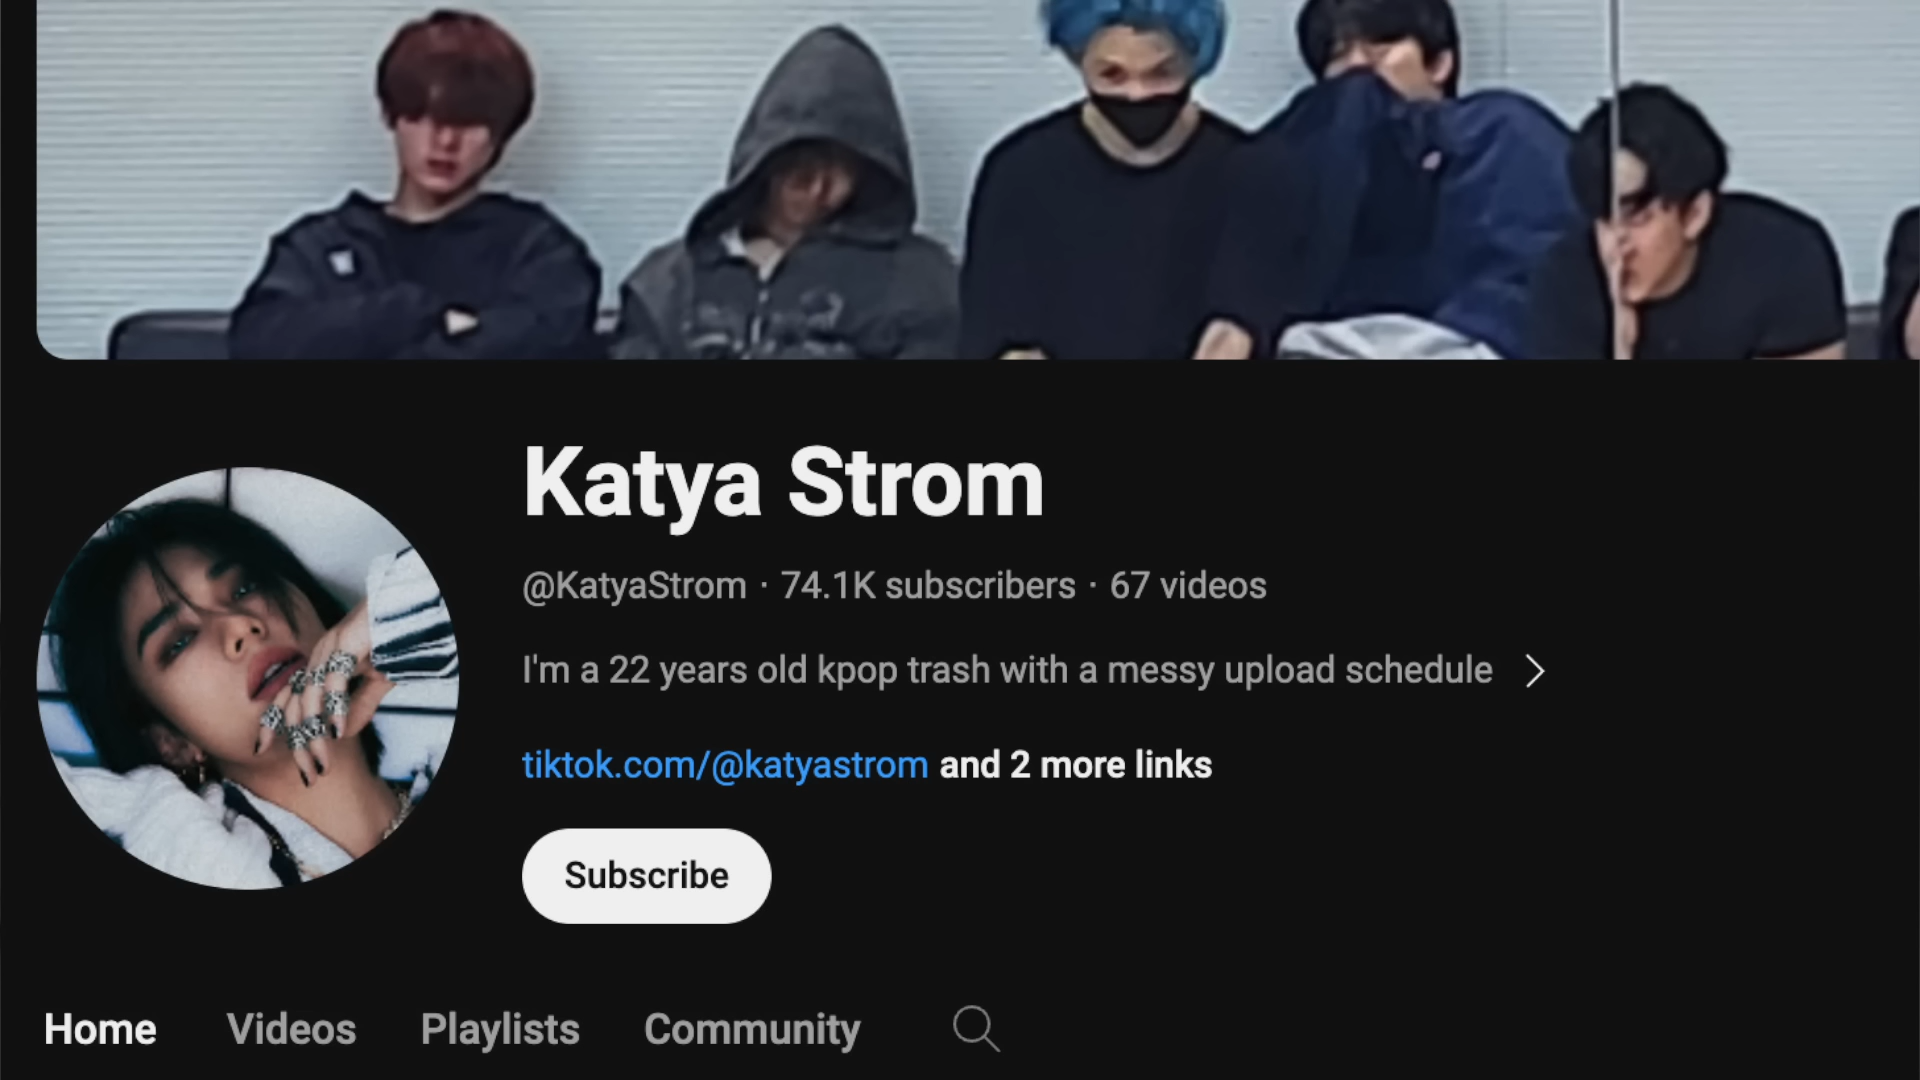 Katya Strom
@KatyaStrom · 74.1K subscribers · 67 videos
I'm a 22 years old kpop trash with a messy upload schedule
tiktok.com/@katyastrom and 2 more links
Subscribe
Home Videos Playlists Community